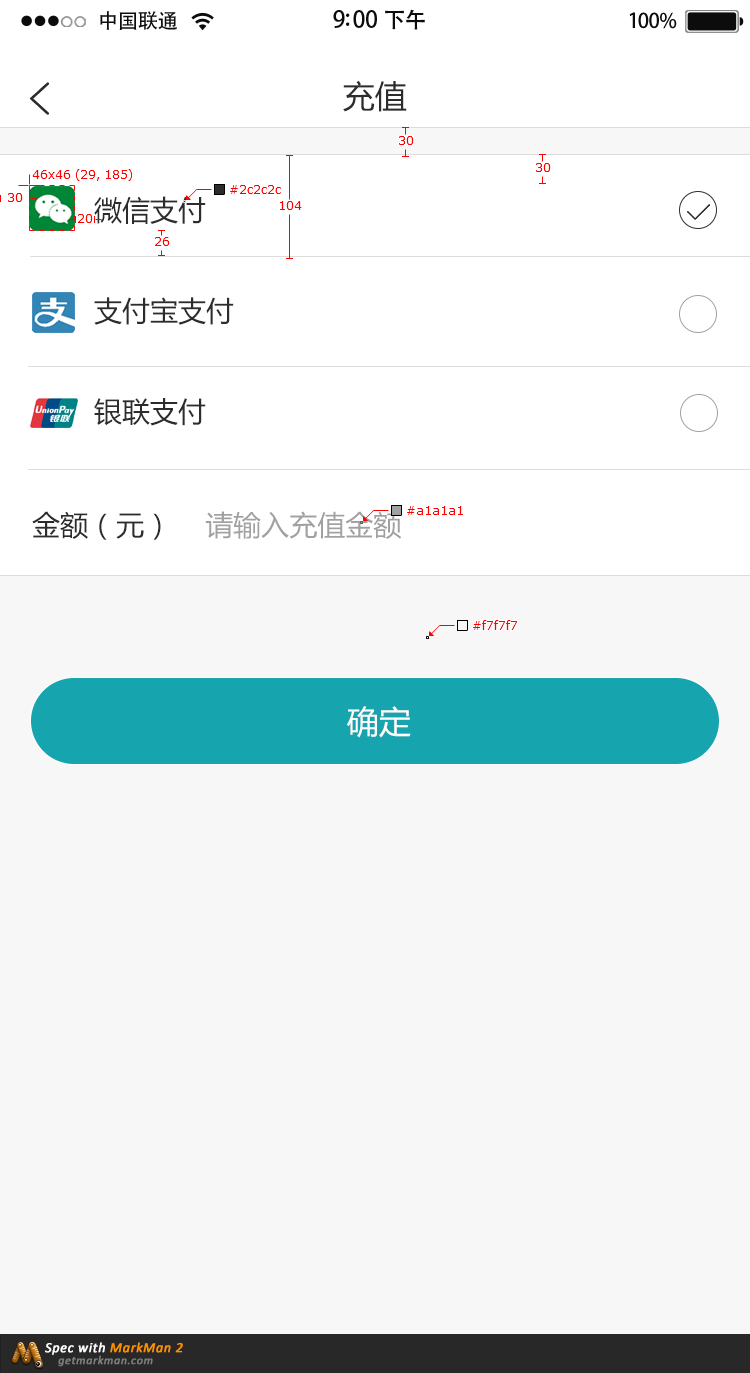 中国联通 9:00 下午 100%
充值
30
46x46 (29, 185)
30
30
#2c2c2c
微信支付
104
20
26
支付宝支付
UnionPay
银联
银联支付
金额（元） 请输入充值金额
#a1a1a1
#f7f7f7
确定
Spec with MarkMan 2
getmarkman.com